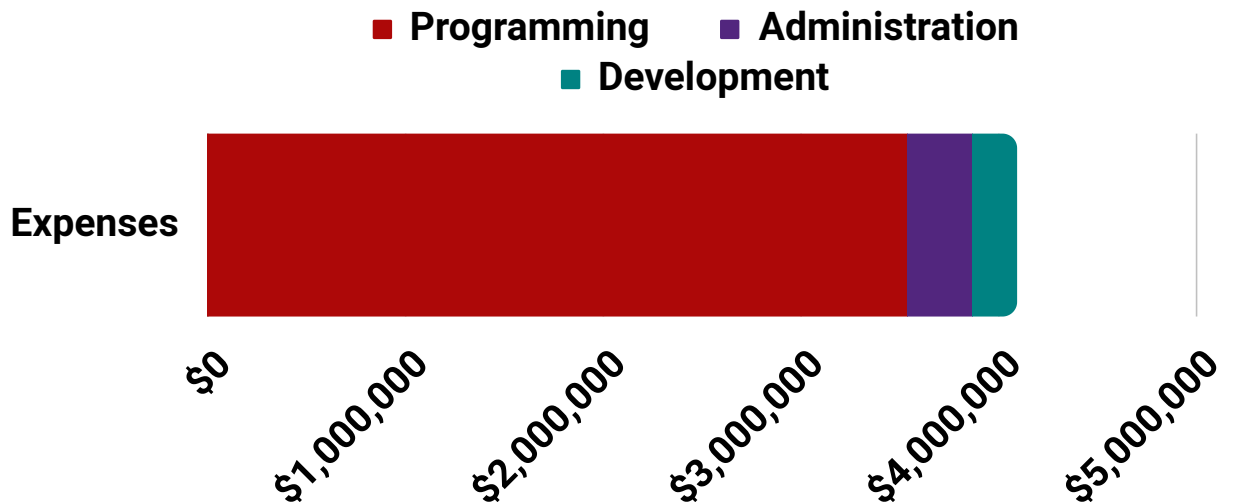 Programming Administration
Development
Expenses
$0
$1,000,000
$2,000,000
$3,000,000
$4,000,000
$5,000,000